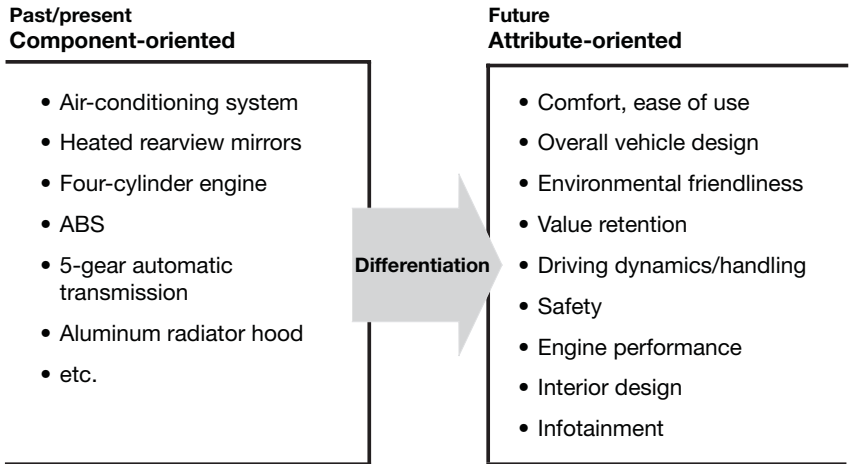 Past/present
Component-oriented
• Air-conditioning system
• Heated rearview mirrors
• Four-cylinder engine
• ABS
• 5-gear automatic
transmission
• Aluminum radiator hood
• etc.
Differentiation
Future
Attribute-oriented
• Comfort, ease of use
• Overall vehicle design
• Environmental friendliness
• Value retention
• Driving dynamics/handling
• Safety
• Engine performance
• Interior design
• Infotainment